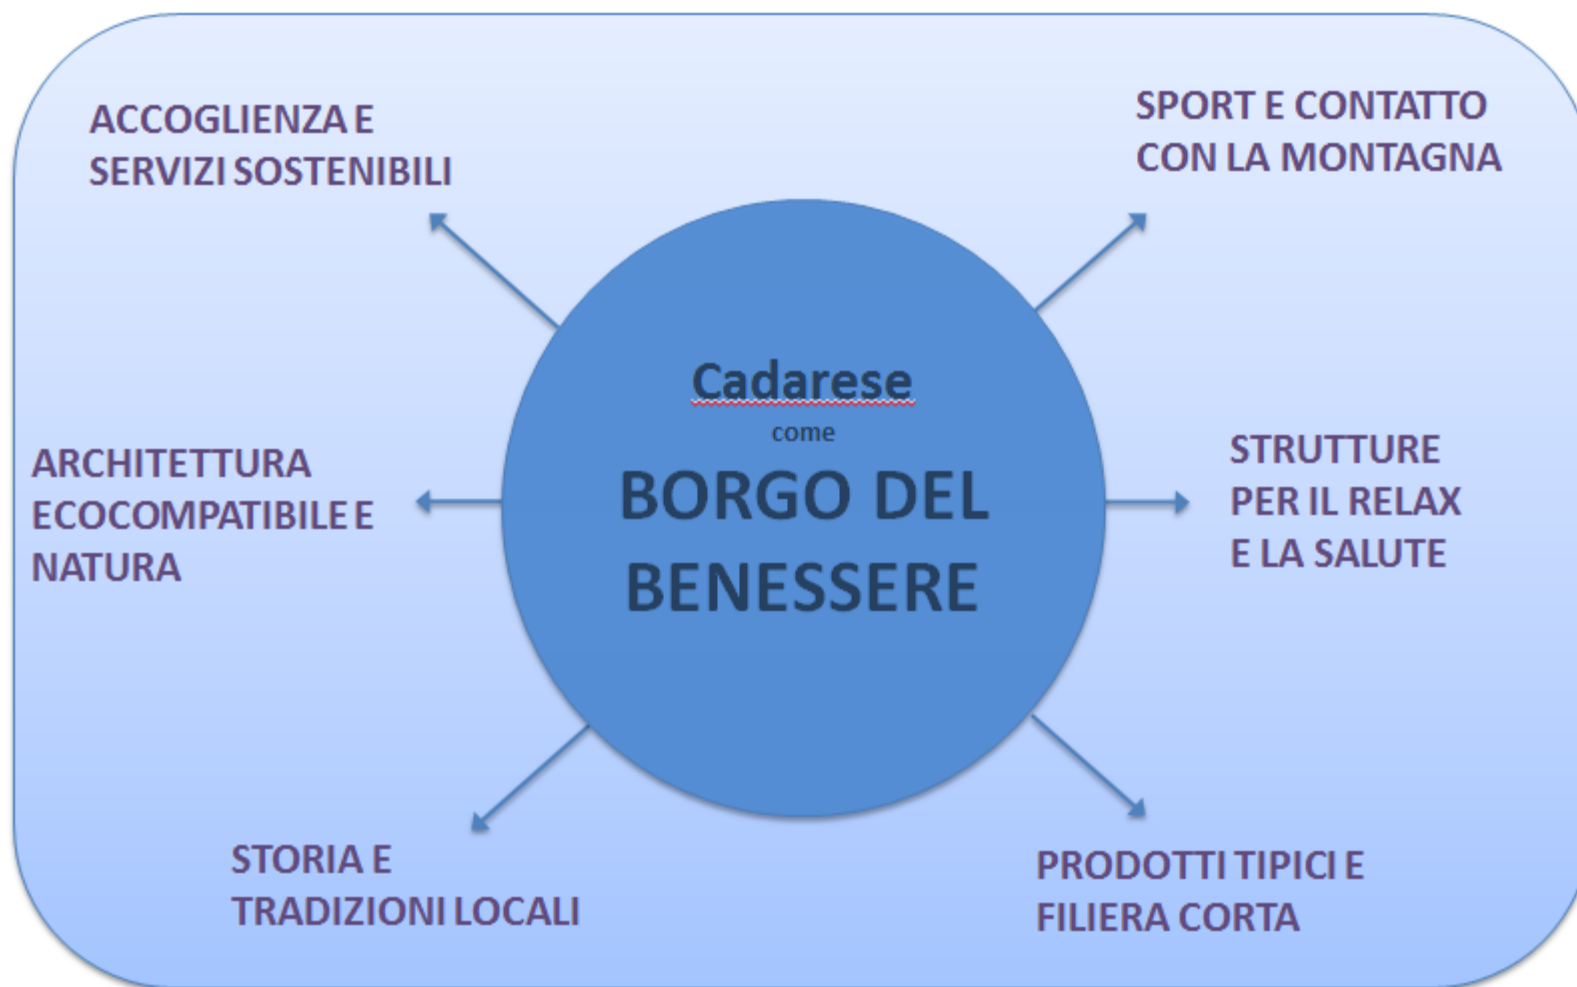 ACCOGLIENZA E
SERVIZI SOSTENIBILI
SPORT E CONTATTO
CON LA MONTAGNA
Cadarese
come
BORGO DEL
BENESSERE
ARCHITETTURA
ECOCOMPATIBILE E
NATURA
STRUTTURE
PER IL RELAX
E LA SALUTE
STORIA E
TRADIZIONI LOCALI
PRODOTTI TIPICI E
FILIERA CORTA